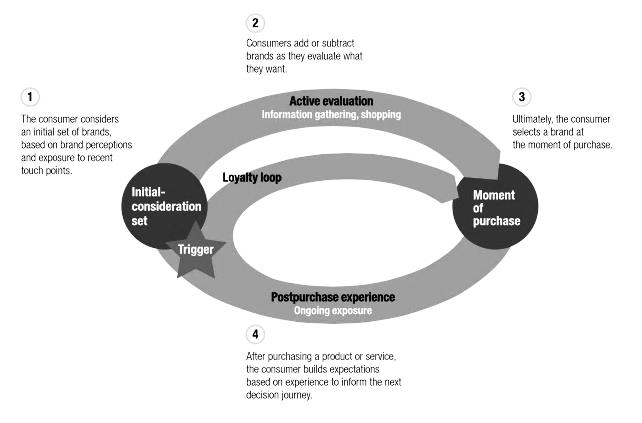 2
Consumers add or subtract
brands as they evaluate what
they want.
1
The consumer considers
an initial set of brands,
based on brand perceptions
and exposure to recent
touch points.
3
Ultimately, the consumer
selects a brand at
the moment of purchase.
Active evaluation
Information gathering, shopping
Loyalty loop
Initial-
consideration
set
Moment
of
purchase
Trigger
Postpurchase experience
Ongoing exposure
4
After purchasing a product or service,
the consumer builds expectations
based on experience to inform the next
decision journey.